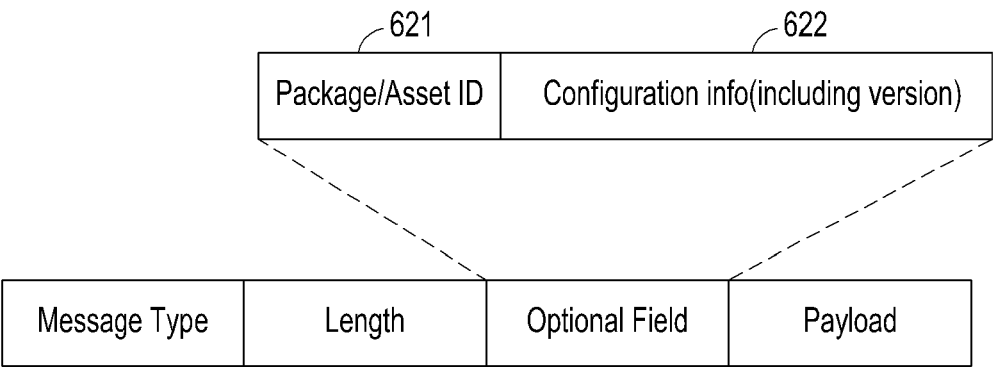 621
622
Package/Asset ID
Configuration info(including version)
Message Type
Length
Optional Field
Payload